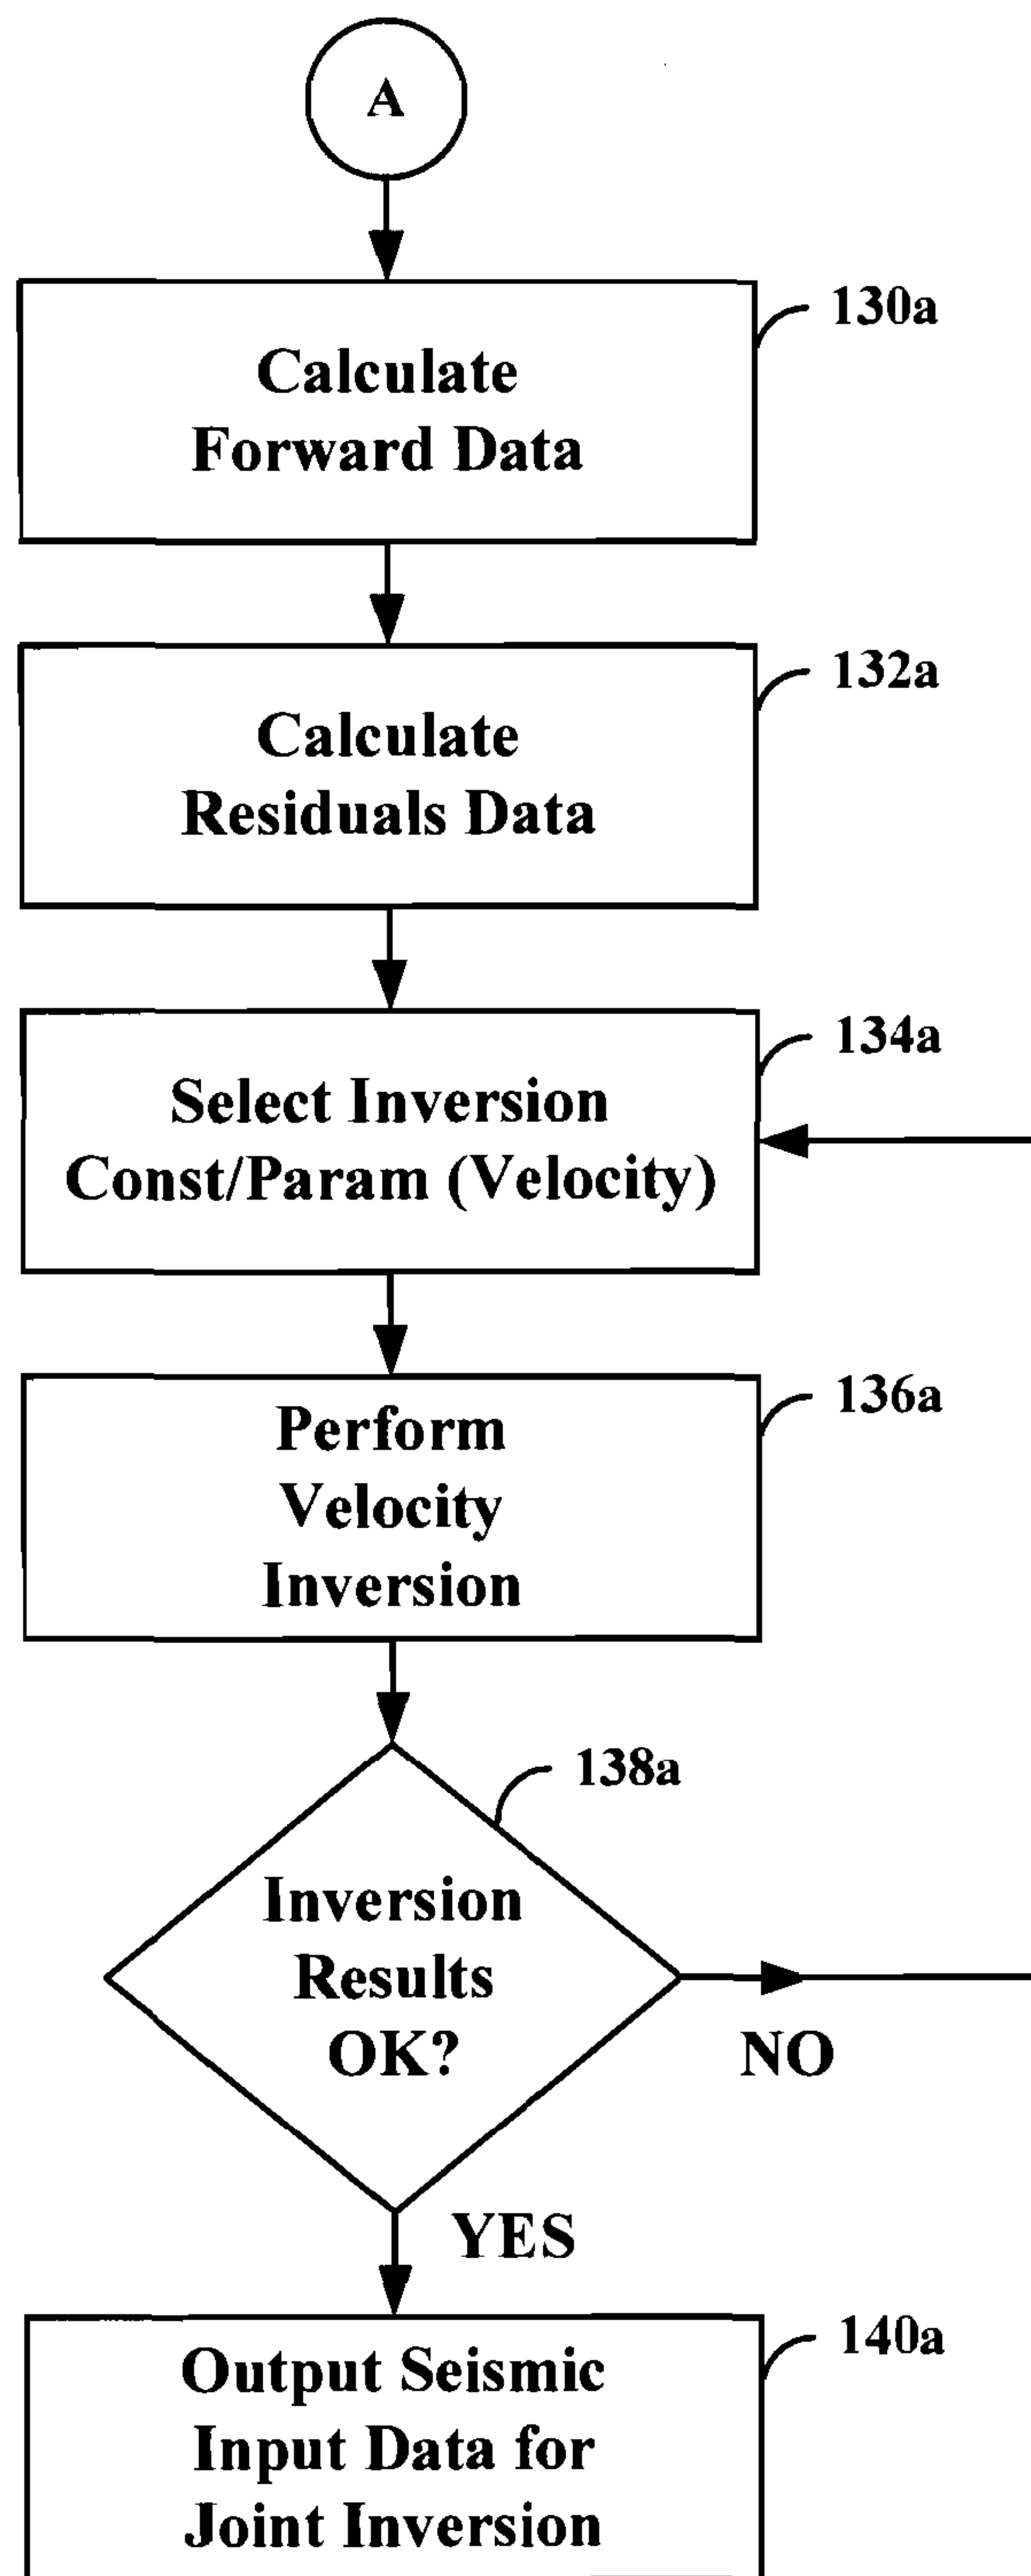 A
130a
Calculate
Forward Data
132a
Calculate
Residuals Data
134a
Select Inversion
Const/Param (Velocity)
136a
Perform
Velocity
Inversion
138a
Inversion
Results
OK?
NO
YES
140a
Output Seismic
Input Data for
Joint Inversion